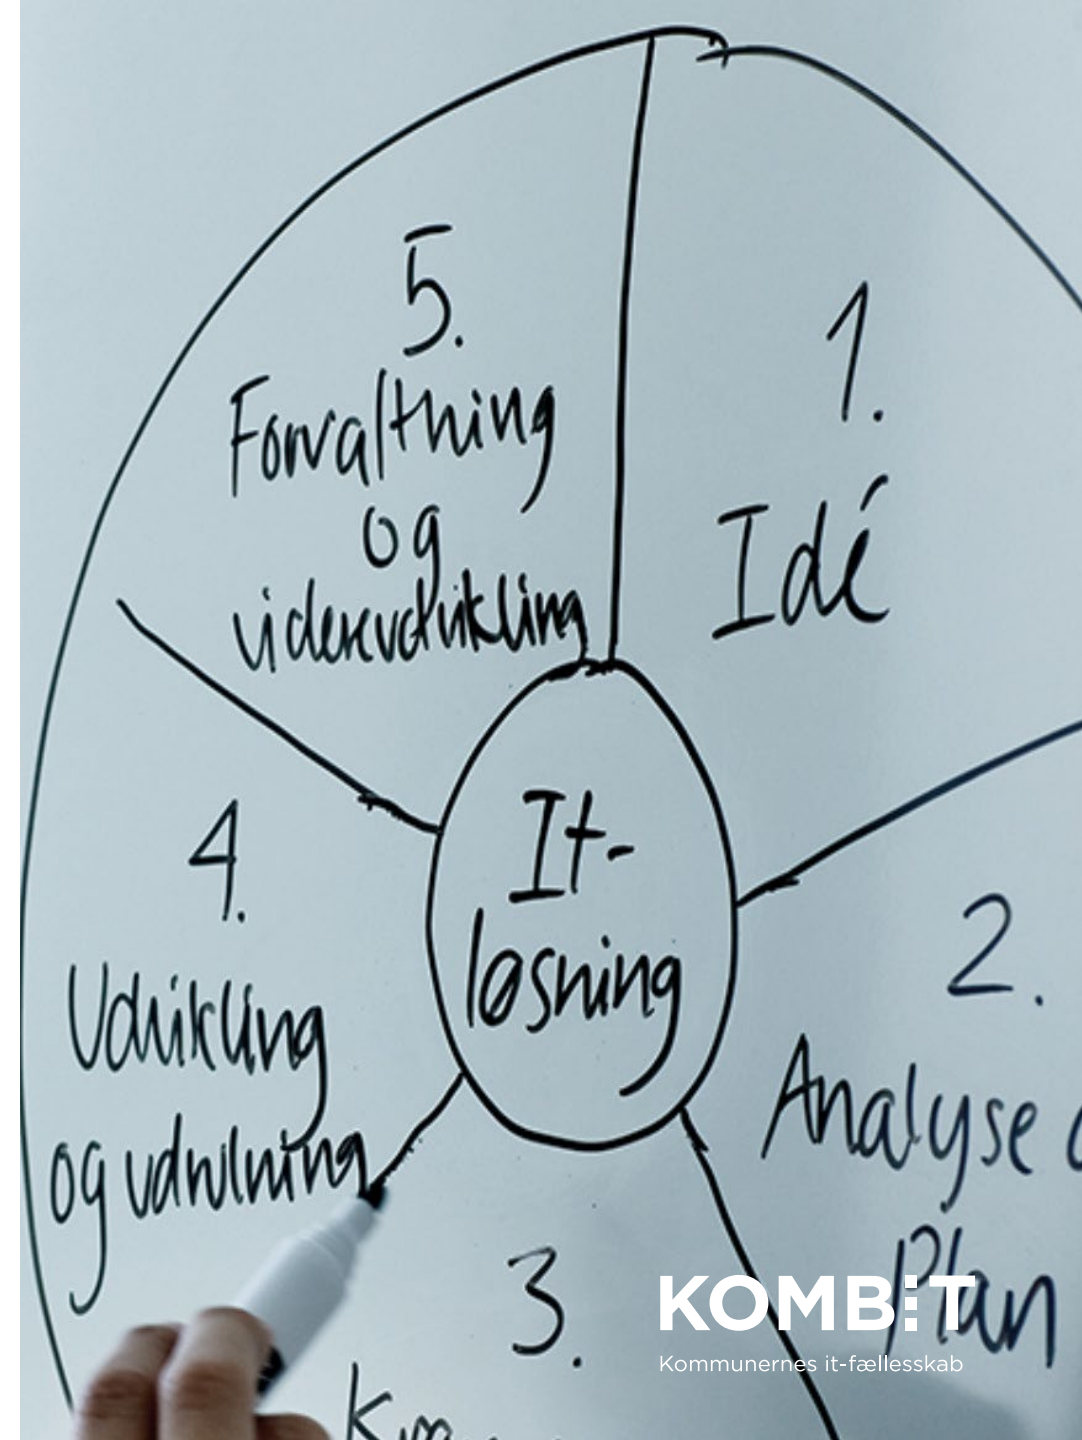 5.
Forvaltning
og
videreudvikling
1.
Idé
It-
løsning
4.
Udvikling
og udrulning
2.
Analyse
Plan
3.
KOMBIT
Kommunernes it-fællesskab